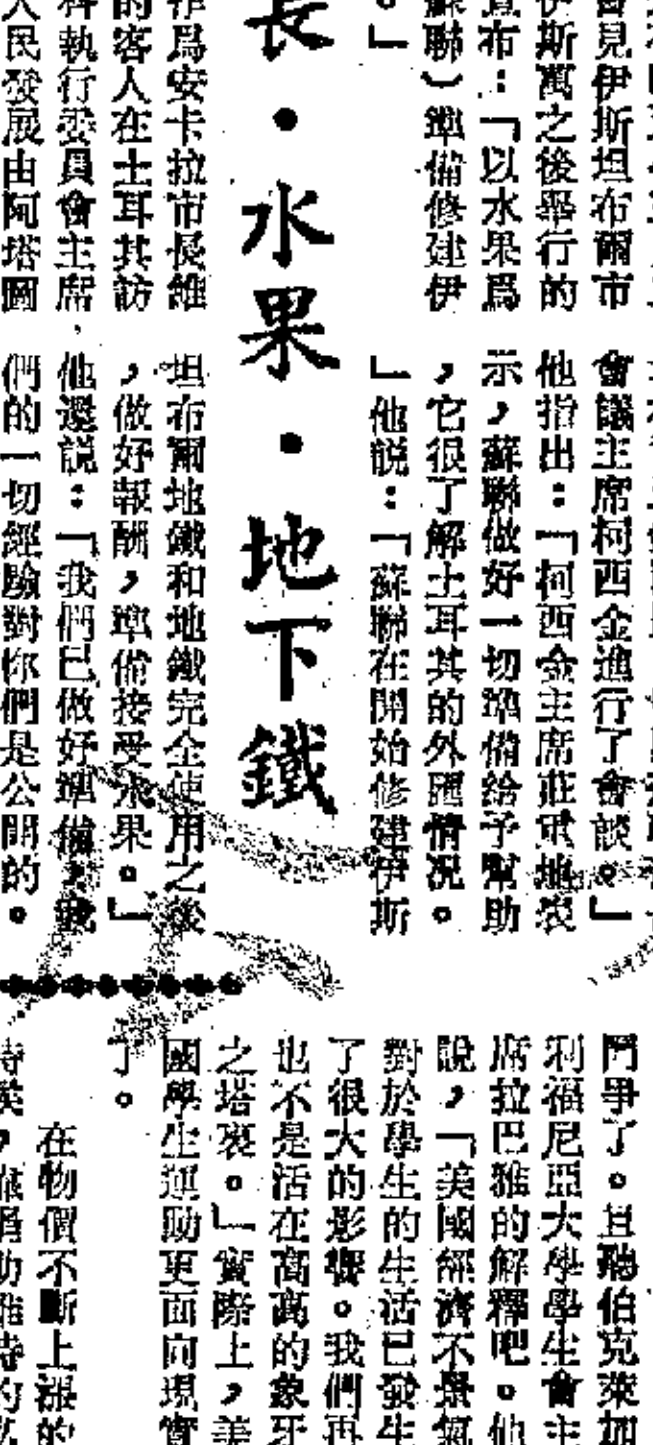 會見伊斯坦布爾市
伊斯萬之後舉行的
宣布：「以水果爲
蘇聯）準備修建伊
。」
長・水果・地下鐵
作爲安卡拉市長維
的客人在土耳其訪
科執行委員會主席，
人民發展由阿塔圖
會議主席柯西金進行了會談。」
他指出：「柯西金主席莊重地表
示，蘇聯做好一切準備給予幫助
，它很了解土耳其的外匯情況。
」他說：「蘇聯在開始修建伊斯
坦布爾地鐵和地鐵完全使用之後
，做好報酬，準備接受水果。」
他還說：「我們已做好準備，我
們的一切經驗對你們是公開的。
鬥爭了。且聽伯克萊加
利福尼亞大學學生會主
席拉巴雅的解釋吧。他
說，「美國經濟不景氣
對於學生的生活已發生
了很大的影響。我們再
也不是活在高高的象牙
之塔裏。」實際上，美
國學生運動更面向現實
了。
在物價不斷上漲的